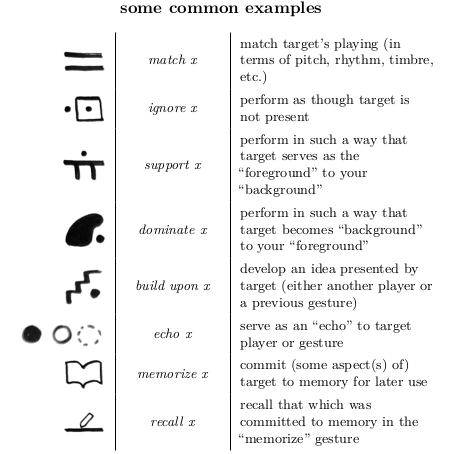 some common examples
match x
match target's playing (in
terms of pitch, rhythm, timbre,
etc.)
ignore x
perform as though target is
not present
support x
perform in such a way that
target serves as the
“foreground” to your
“background”
dominate x
perform in such a way that
target becomes “background”
to your “foreground”
build upon x
develop an idea presented by
target (either another player or
a previous gesture)
echo x
serve as an “echo” to target
player or gesture
memorize x
commit (some aspect(s) of)
target to memory for later use
recall x
recall that which was
committed to memory in the
“memorize” gesture